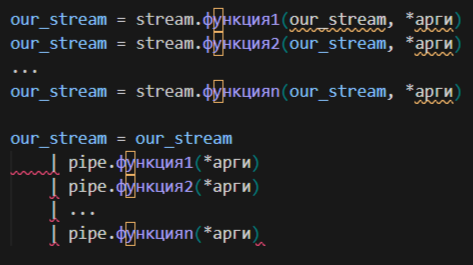 our_stream = stream.функция1(our_stream, *арги)
our_stream = stream.функция2(our_stream, *арги)
...
our_stream = stream.функцияn(our_stream, *арги)
our_stream = our_stream
| pipe.функция1(*арги)
| pipe.функция2(*арги)
| ...
| pipe.функцияn(*арги)